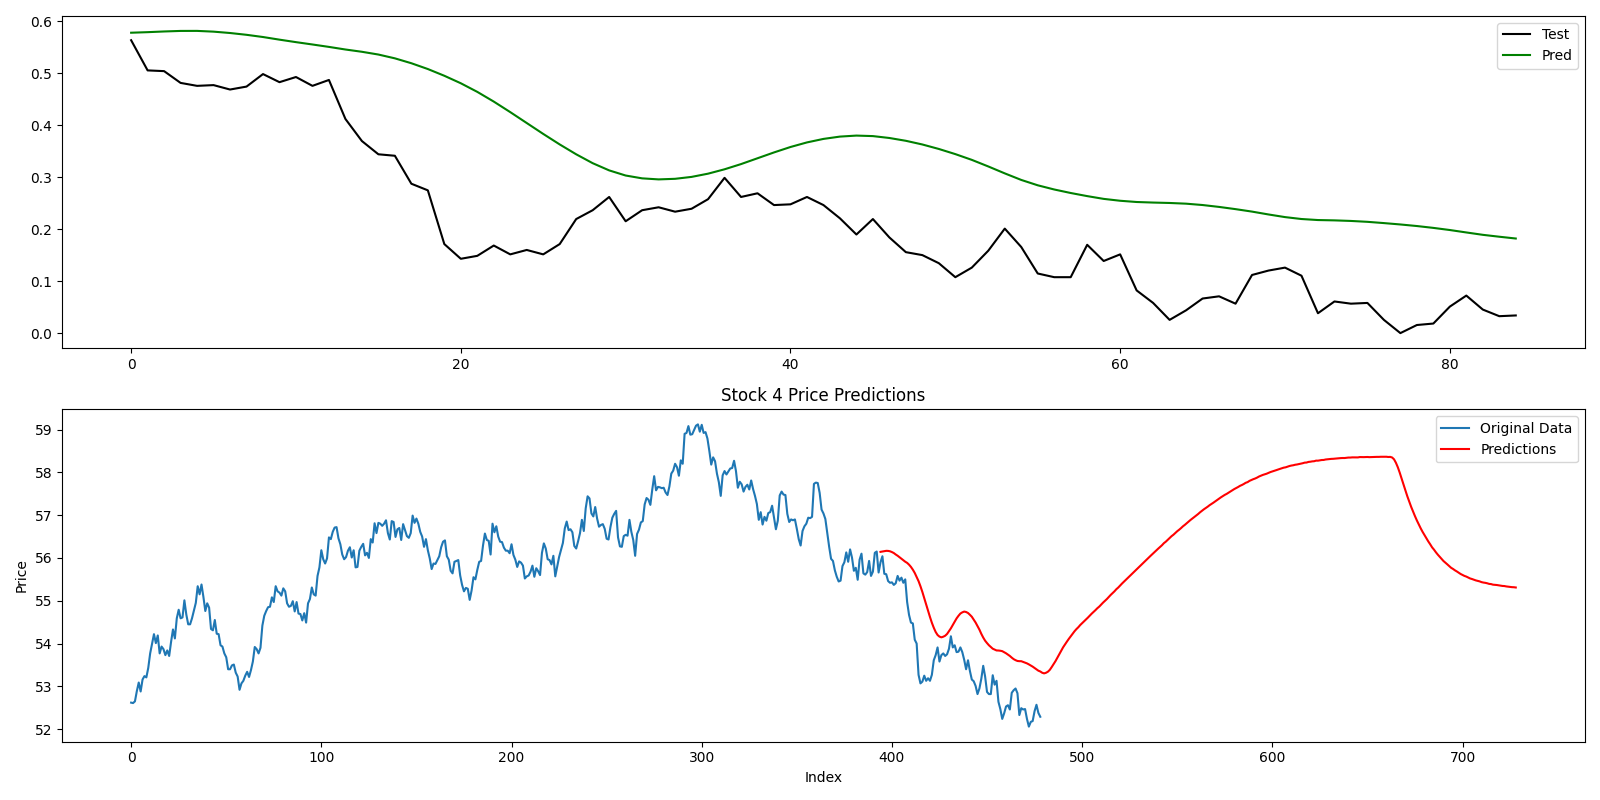 0.6
0.5
0.4
0.3
0.2
0.1
0.0
Test
Pred
0 20 40 60 80
Stock 4 Price Predictions
59
58
57
56
55
54
53
52
Price
Original Data
Predictions
0 100 200 300 400 500 600 700
Index